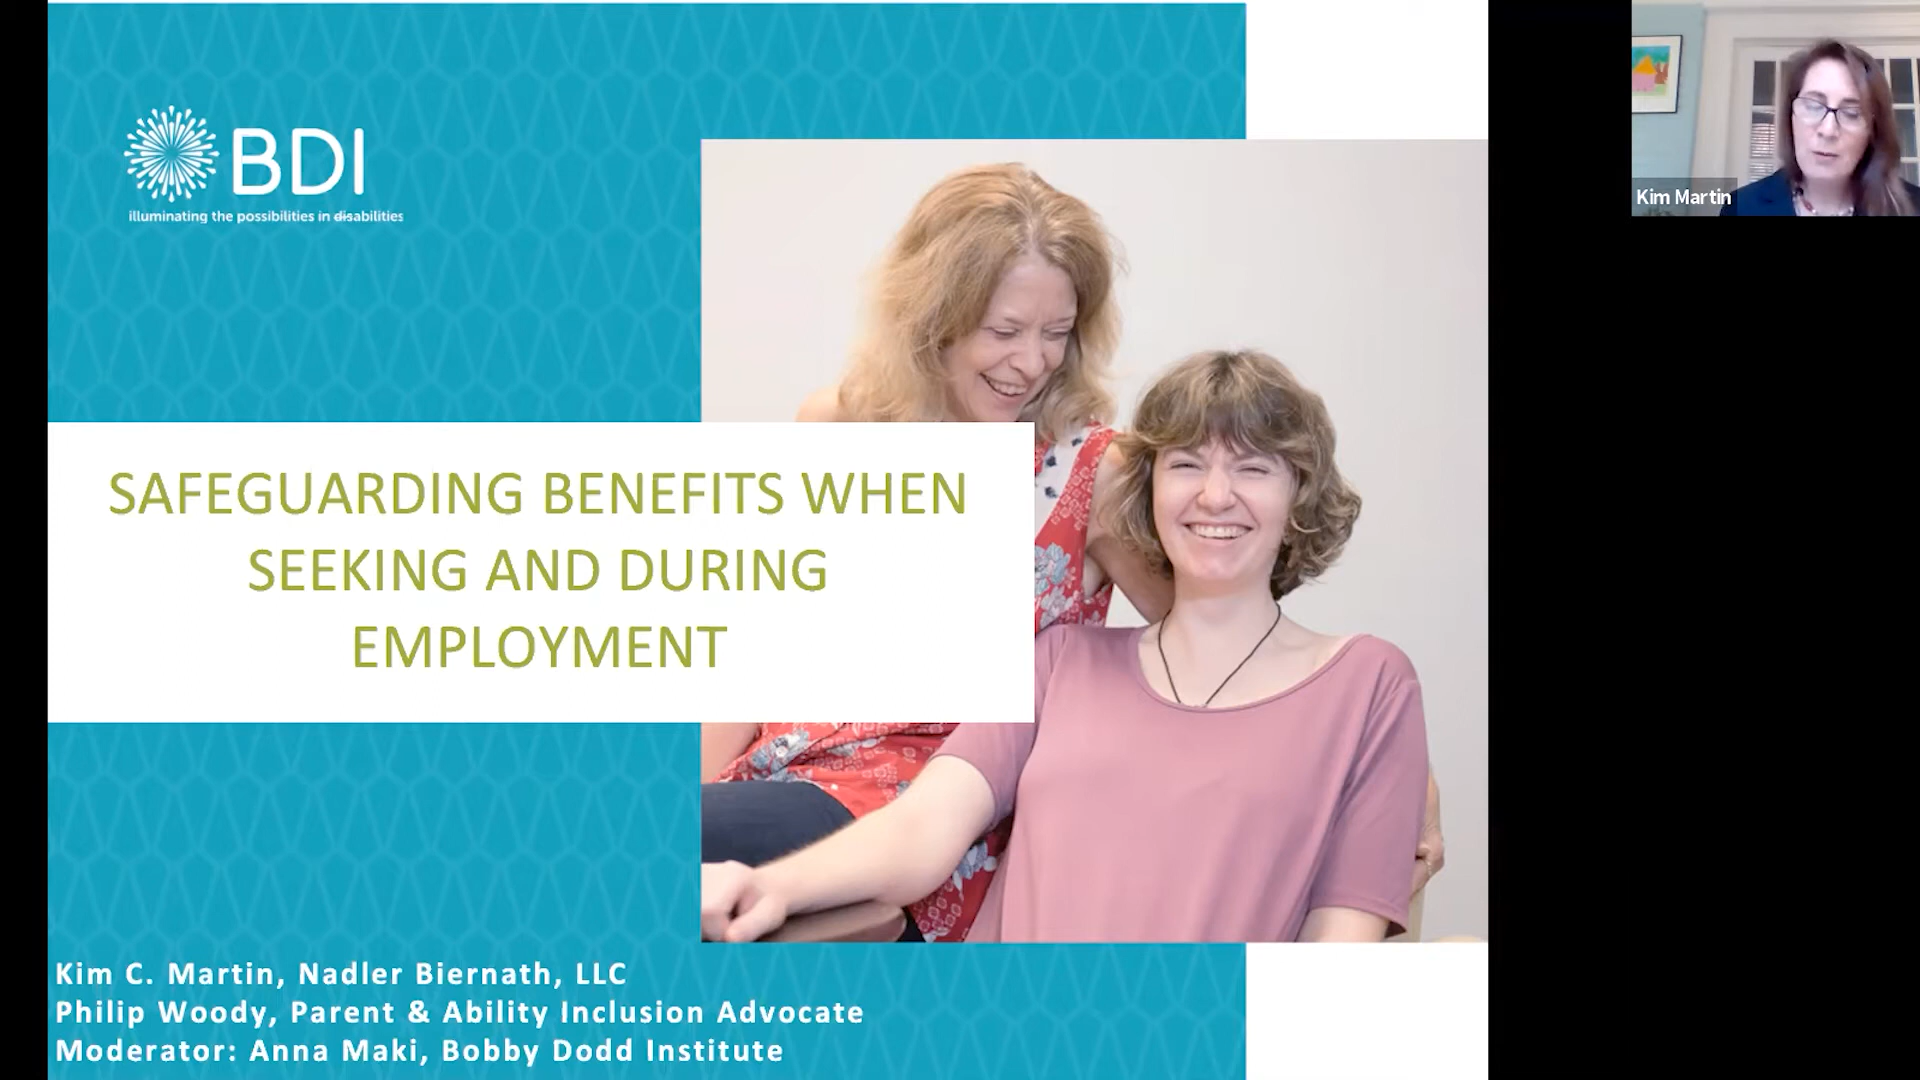 BDI
illuminating the possibilities in disabilities
SAFEGUARDING BENEFITS WHEN
SEEKING AND DURING
EMPLOYMENT
Kim C. Martin, Nadler Biernath, LLC
Philip Woody, Parent & Ability Inclusion Advocate
Moderator: Anna Maki, Bobby Dodd Institute
Kim Martin